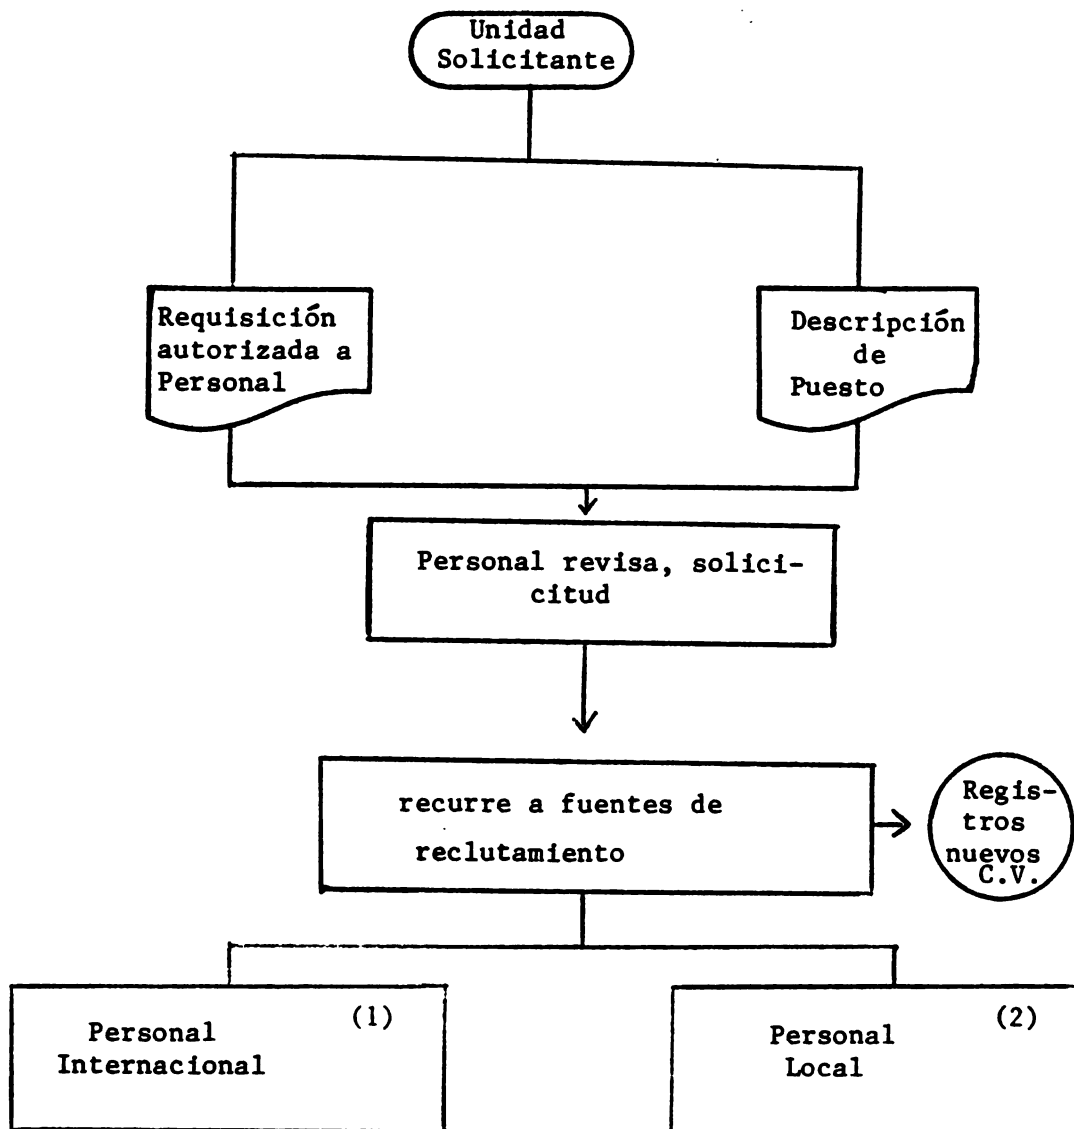 Unidad
Solicitante
Requisición
autorizada a
Personal
Descripción
de
Puesto
Personal revisa, solici-
citud
recurre a fuentes de
reclutamiento
Regis-
tros
nuevos
C.V.
(1)
Personal
Internacional
(2)
Personal
Local